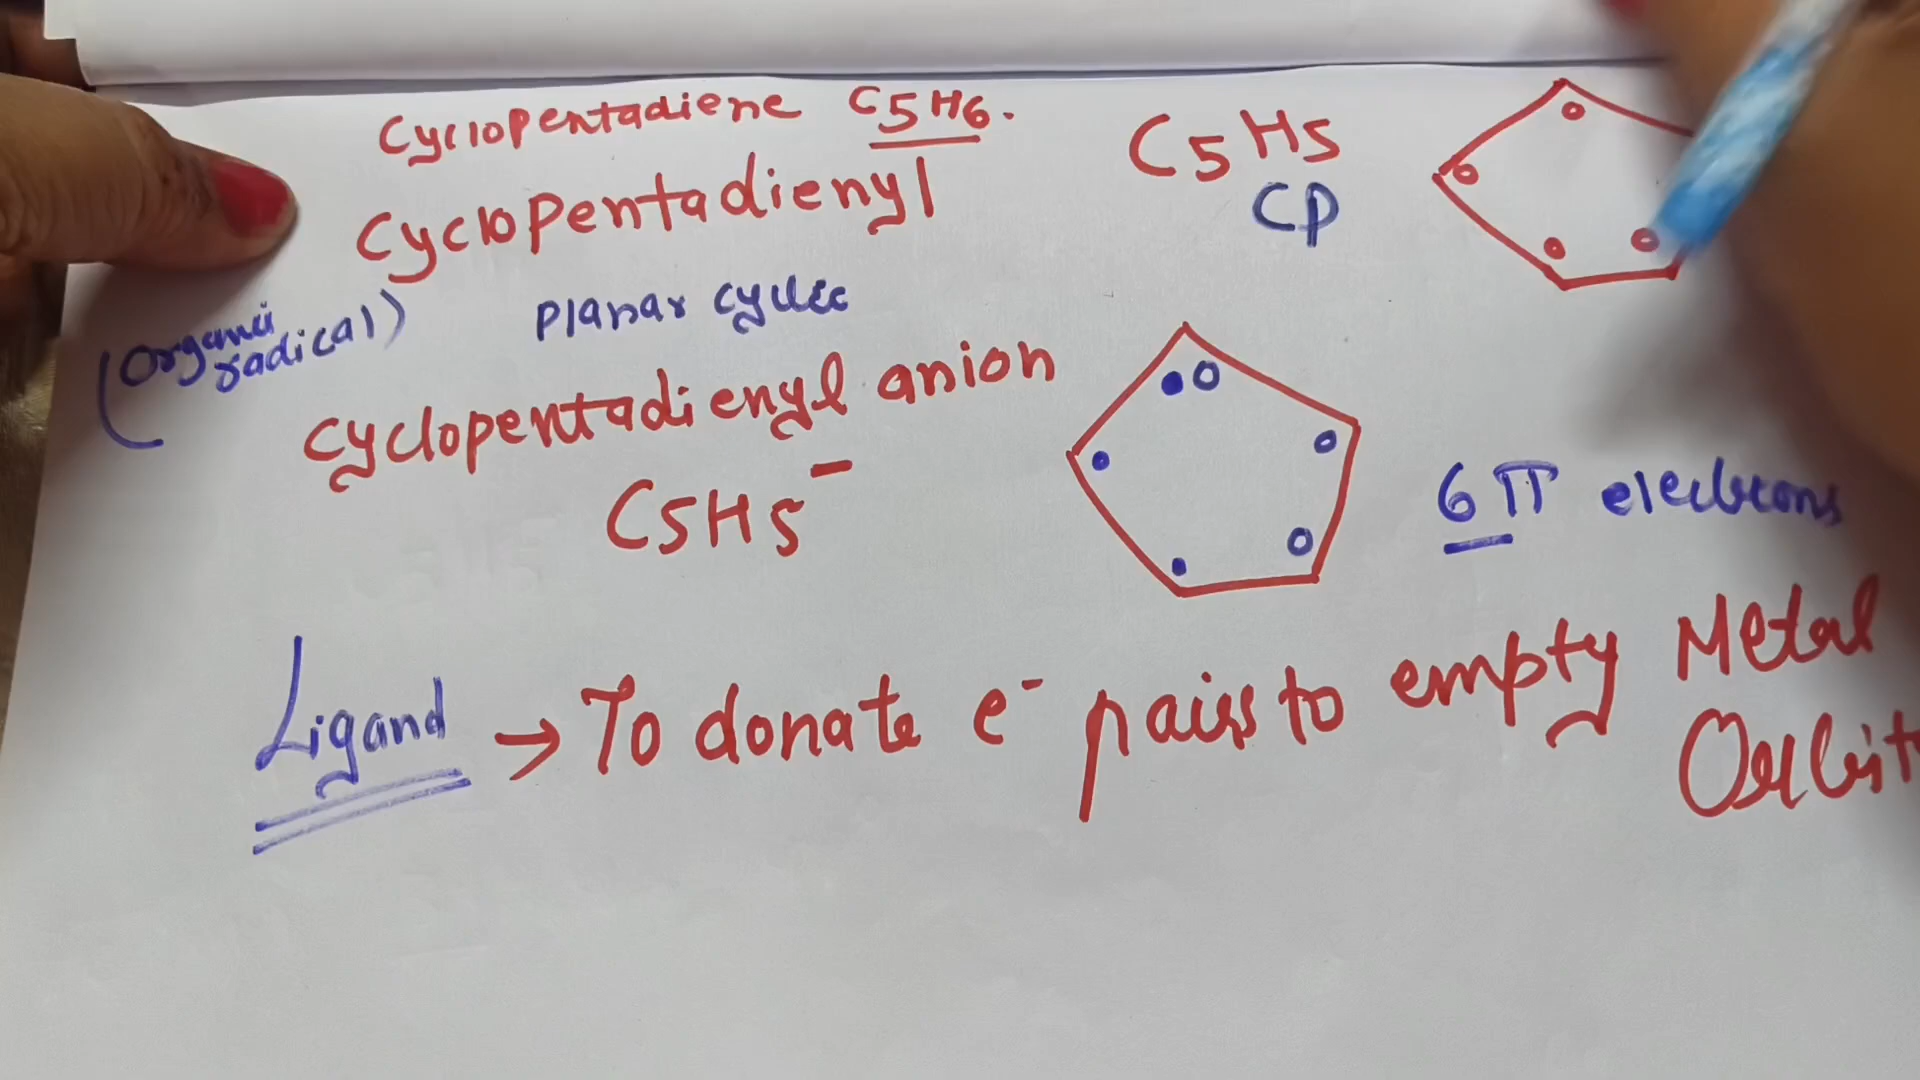 Cyclopentadiene C5H6.
Cyclopentadienyl C5H5
CP
(Organic radical) planar cyclic
cyclopentadienyl anion
C5H5⁻
6π electrons
Ligand → To donate e⁻ pairs to empty Metal
Orbit